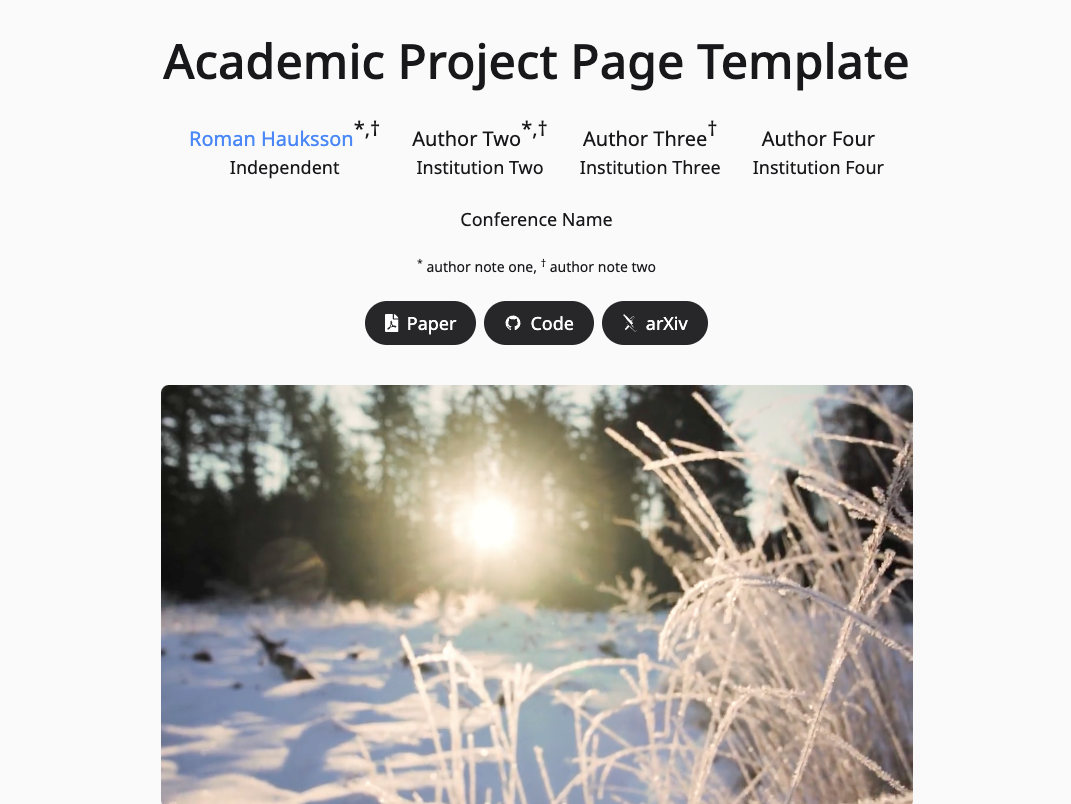 Academic Project Page Template
Roman Hauksson*,† Author Two*,† Author Three† Author Four
Independent Institution Two Institution Three Institution Four
Conference Name
* author note one, † author note two
Paper Code arXiv